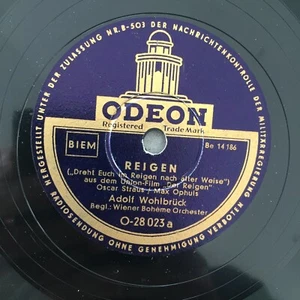 HERGESTELLT UNTER DER ZULASSUNG NR. B-503 DER NACHRICHTENKONTROLLE DER MILITÄRREGIERUNG
ODEON
Registered Trade Mark
BIEM
Be 14186
REIGEN
("Dreht Euch im Reigen nach alter Weise")
aus dem Union-Film "Der Reigen"
Oscar Straus / Max Ophüls
Adolf Wohlbrück
Begl.: Wiener Bohème Orchester
O-28 023 a
RADIOSENDUNG OHNE GENEHMIGUNG VERBOTEN